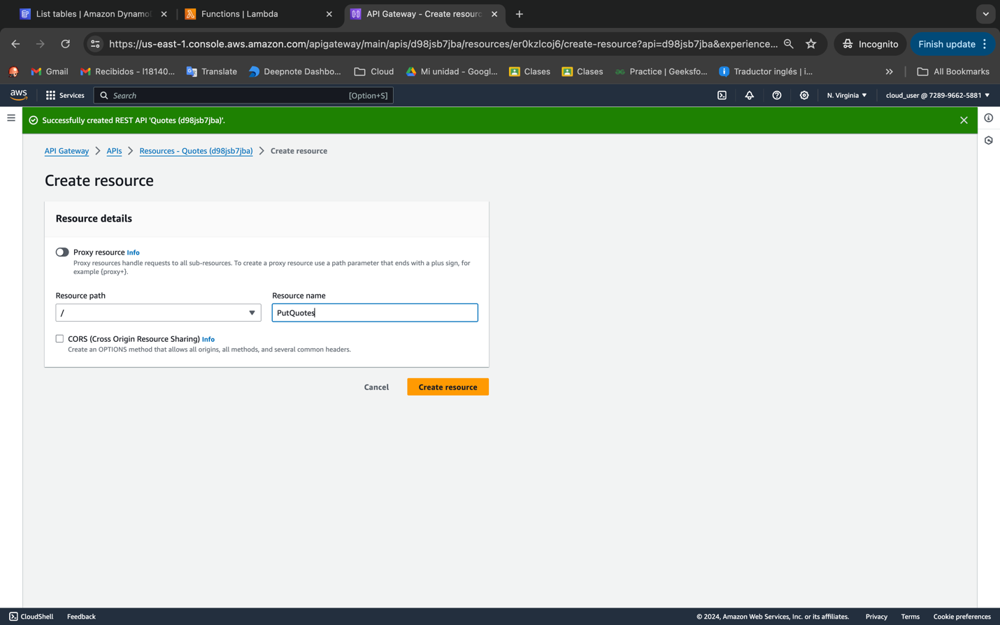 List tables | Amazon Dynamo
Functions | Lambda
API Gateway - Create resourc
https://us-east-1.console.aws.amazon.com/apigateway/main/apis/d98jsb7jba/resources/er0kzlcoj6/create-resource?api=d98jsb7jba&experience...
Incognito
Finish update
Gmail
Recibidos - l18140...
Translate
Deepnote Dashbo...
Cloud
Mi unidad - Googl...
Clases
Clases
Practice | Geeksfo...
Traductor inglés | i...
All Bookmarks
aws
Services
Search
[Option+S]
N. Virginia
cloud_user @ 7289-9662-5881
Successfully created REST API 'Quotes (d98jsb7jba)'.
API Gateway
APIs
Resources - Quotes (d98jsb7jba)
Create resource
Create resource
Resource details
Proxy resource Info
Proxy resources handle requests to all sub-resources. To create a proxy resource use a path parameter that ends with a plus sign, for
example {proxy+}.
Resource path
Resource name
/
PutQuotes
CORS (Cross Origin Resource Sharing) Info
Create an OPTIONS method that allows all origins, all methods, and several common headers.
Cancel
Create resource
CloudShell
Feedback
© 2024, Amazon Web Services, Inc. or its affiliates.
Privacy
Terms
Cookie preferences